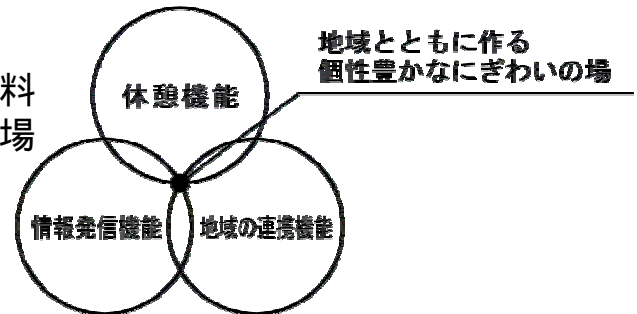 地域とともに作る
個性豊かなにぎわいの場
料
場
休憩機能
情報発信機能
地域の連携機能